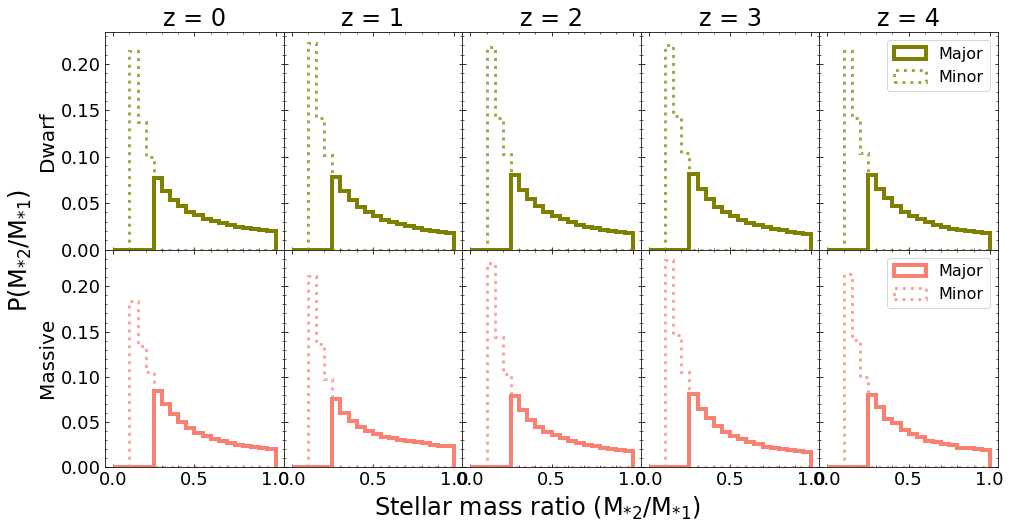 z = 0 z = 1 z = 2 z = 3 z = 4
0.20
0.15
0.10
0.05
0.00
Dwarf
Major
Minor
0.20
0.15
0.10
0.05
0.00
Massive
Major
Minor
P(M*2/M*1)
0.0 0.5 1.0 0.0 0.5 1.0 0.0 0.5 1.0 0.0 0.5 1.0 0.0 0.5 1.0
Stellar mass ratio (M*2/M*1)